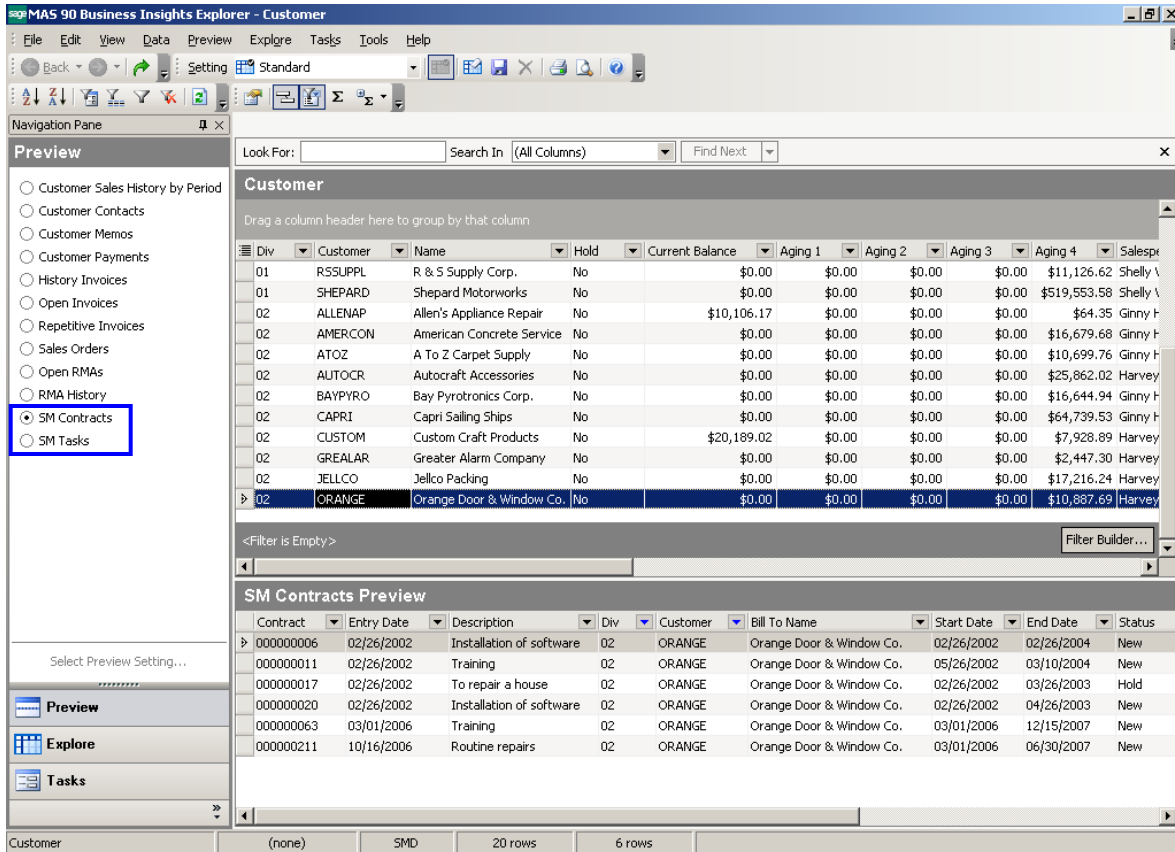 sage MAS 90 Business Insights Explorer - Customer
File Edit View Data Preview Explore Tasks Tools Help
Back Setting Standard
Navigation Pane
Preview
Customer Sales History by Period
Customer Contacts
Customer Memos
Customer Payments
History Invoices
Open Invoices
Repetitive Invoices
Sales Orders
Open RMAs
RMA History
SM Contracts
SM Tasks
Select Preview Setting...
Preview
Explore
Tasks
Look For: Search In (All Columns) Find Next
Customer
Drag a column header here to group by that column
Div Customer Name Hold Current Balance Aging 1 Aging 2 Aging 3 Aging 4 Salespe
01 RSSUPPL R & S Supply Corp. No $0.00 $0.00 $0.00 $0.00 $11,126.62 Shelly
01 SHEPARD Shepard Motorworks No $0.00 $0.00 $0.00 $0.00 $519,553.58 Shelly
02 ALLENAP Allen's Appliance Repair No $10,106.17 $0.00 $0.00 $0.00 $64.35 Ginny
02 AMERCON American Concrete Service No $0.00 $0.00 $0.00 $0.00 $16,679.68 Ginny
02 ATOZ A To Z Carpet Supply No $0.00 $0.00 $0.00 $0.00 $10,699.76 Ginny
02 AUTOCR Autocraft Accessories No $0.00 $0.00 $0.00 $0.00 $25,862.02 Harvey
02 BAYPYRO Bay Pyrotronics Corp. No $0.00 $0.00 $0.00 $0.00 $16,644.94 Ginny
02 CAPRI Capri Sailing Ships No $0.00 $0.00 $0.00 $0.00 $64,739.53 Ginny
02 CUSTOM Custom Craft Products No $20,189.02 $0.00 $0.00 $0.00 $7,928.89 Harvey
02 GREALAR Greater Alarm Company No $0.00 $0.00 $0.00 $0.00 $2,447.30 Harvey
02 JELLCO Jellco Packing No $0.00 $0.00 $0.00 $0.00 $17,216.24 Harvey
02 ORANGE Orange Door & Window Co. No $0.00 $0.00 $0.00 $0.00 $10,887.69 Harvey
<Filter is Empty> Filter Builder...
SM Contracts Preview
Contract Entry Date Description Div Customer Bill To Name Start Date End Date Status
000000006 02/26/2002 Installation of software 02 ORANGE Orange Door & Window Co. 02/26/2002 02/26/2004 New
000000011 02/26/2002 Training 02 ORANGE Orange Door & Window Co. 05/26/2002 03/10/2004 New
000000017 02/26/2002 To repair a house 02 ORANGE Orange Door & Window Co. 02/26/2002 03/26/2003 Hold
000000020 02/26/2002 Installation of software 02 ORANGE Orange Door & Window Co. 02/26/2002 04/26/2003 New
000000063 03/01/2006 Training 02 ORANGE Orange Door & Window Co. 03/01/2006 12/15/2007 New
000000211 10/16/2006 Routine repairs 02 ORANGE Orange Door & Window Co. 03/01/2006 06/30/2007 New
Customer (none) SMD 20 rows 6 rows